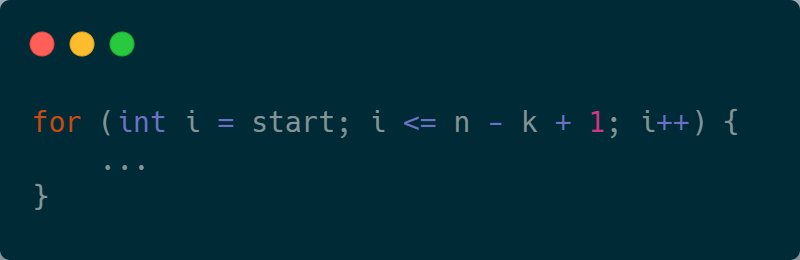 for (int i = start; i <= n - k + 1; i++) {
    ...
}